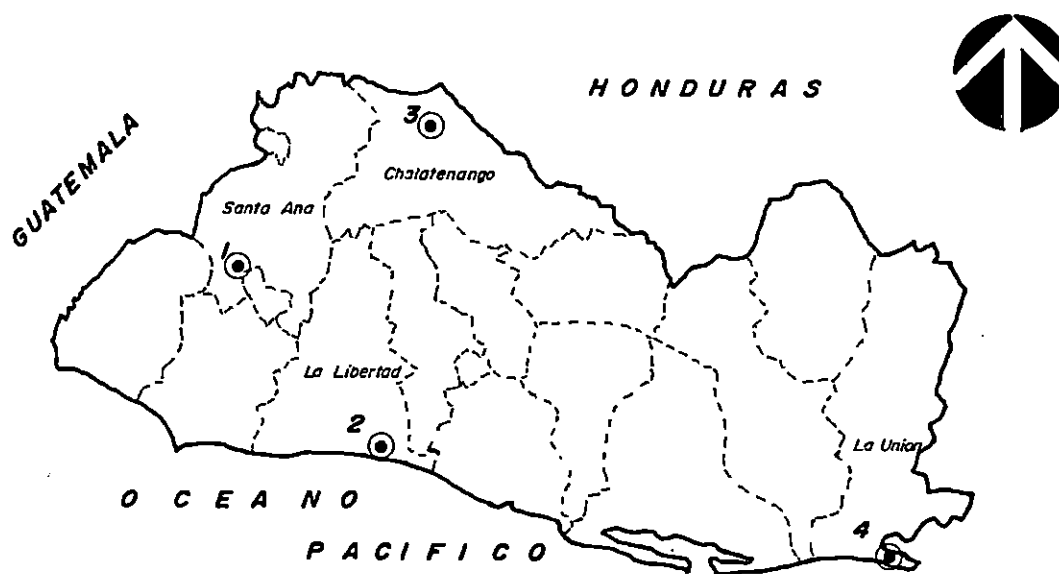 HONDURAS
GUATEMALA
3
Chalatenango
Santa Ana
1
La Libertad
2
La Union
OCEANO
PACIFICO
4